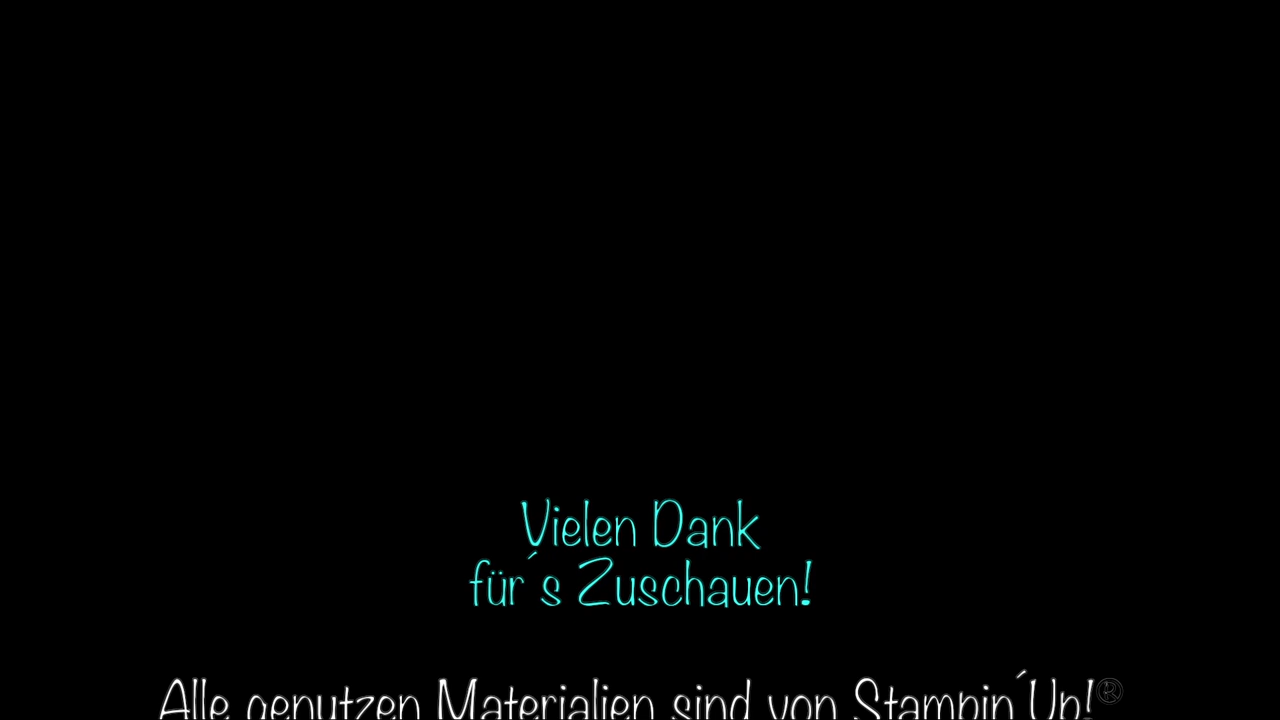 Vielen Dank
für´s Zuschauen!
Alle genutzen Materialien sind von Stampin´Up!®